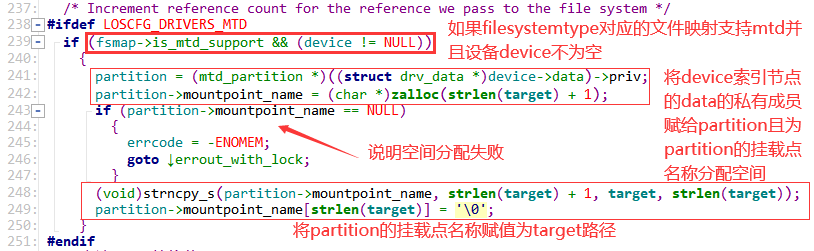 237: /* Increment reference count for the reference we pass to the file system */
238: #ifdef LOSCFG_DRIVERS_MTD
239: if (fsmap->is_mtd_support && (device != NULL))
如果filesystemtype对应的文件映射支持mtd并
且设备device不为空
240: {
241: partition = (mtd_partition *)((struct drv_data *)device->data)->priv;
242: partition->mountpoint_name = (char *)zalloc(strlen(target) + 1);
将device索引节点
的data的私有成员
赋给partition且为
partition的挂载点
名称分配空间
243: if (partition->mountpoint_name == NULL)
244: {
245: errcode = -ENOMEM;
246: goto ↓errout_with_lock;
247: }
说明空间分配失败
248: (void)strncpy_s(partition->mountpoint_name, strlen(target) + 1, target, strlen(target));
249: partition->mountpoint_name[strlen(target)] = '\0';
250: }
将partition的挂载点名称赋值为target路径
251: #endif